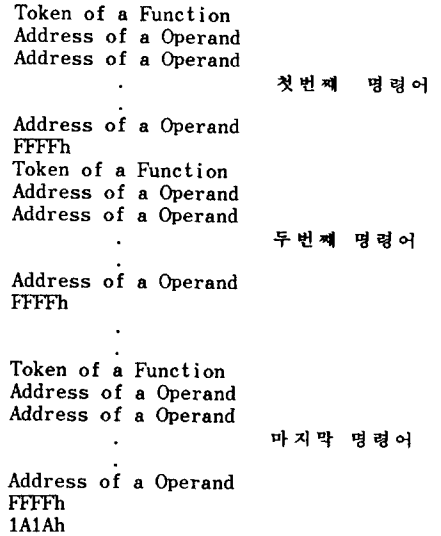 Token of a Function
Address of a Operand
Address of a Operand
.
첫번째 명령어
.
Address of a Operand
FFFFh
Token of a Function
Address of a Operand
Address of a Operand
.
두번째 명령어
.
Address of a Operand
FFFFh
.
.
Token of a Function
Address of a Operand
Address of a Operand
.
마지막 명령어
.
Address of a Operand
FFFFh
1A1Ah